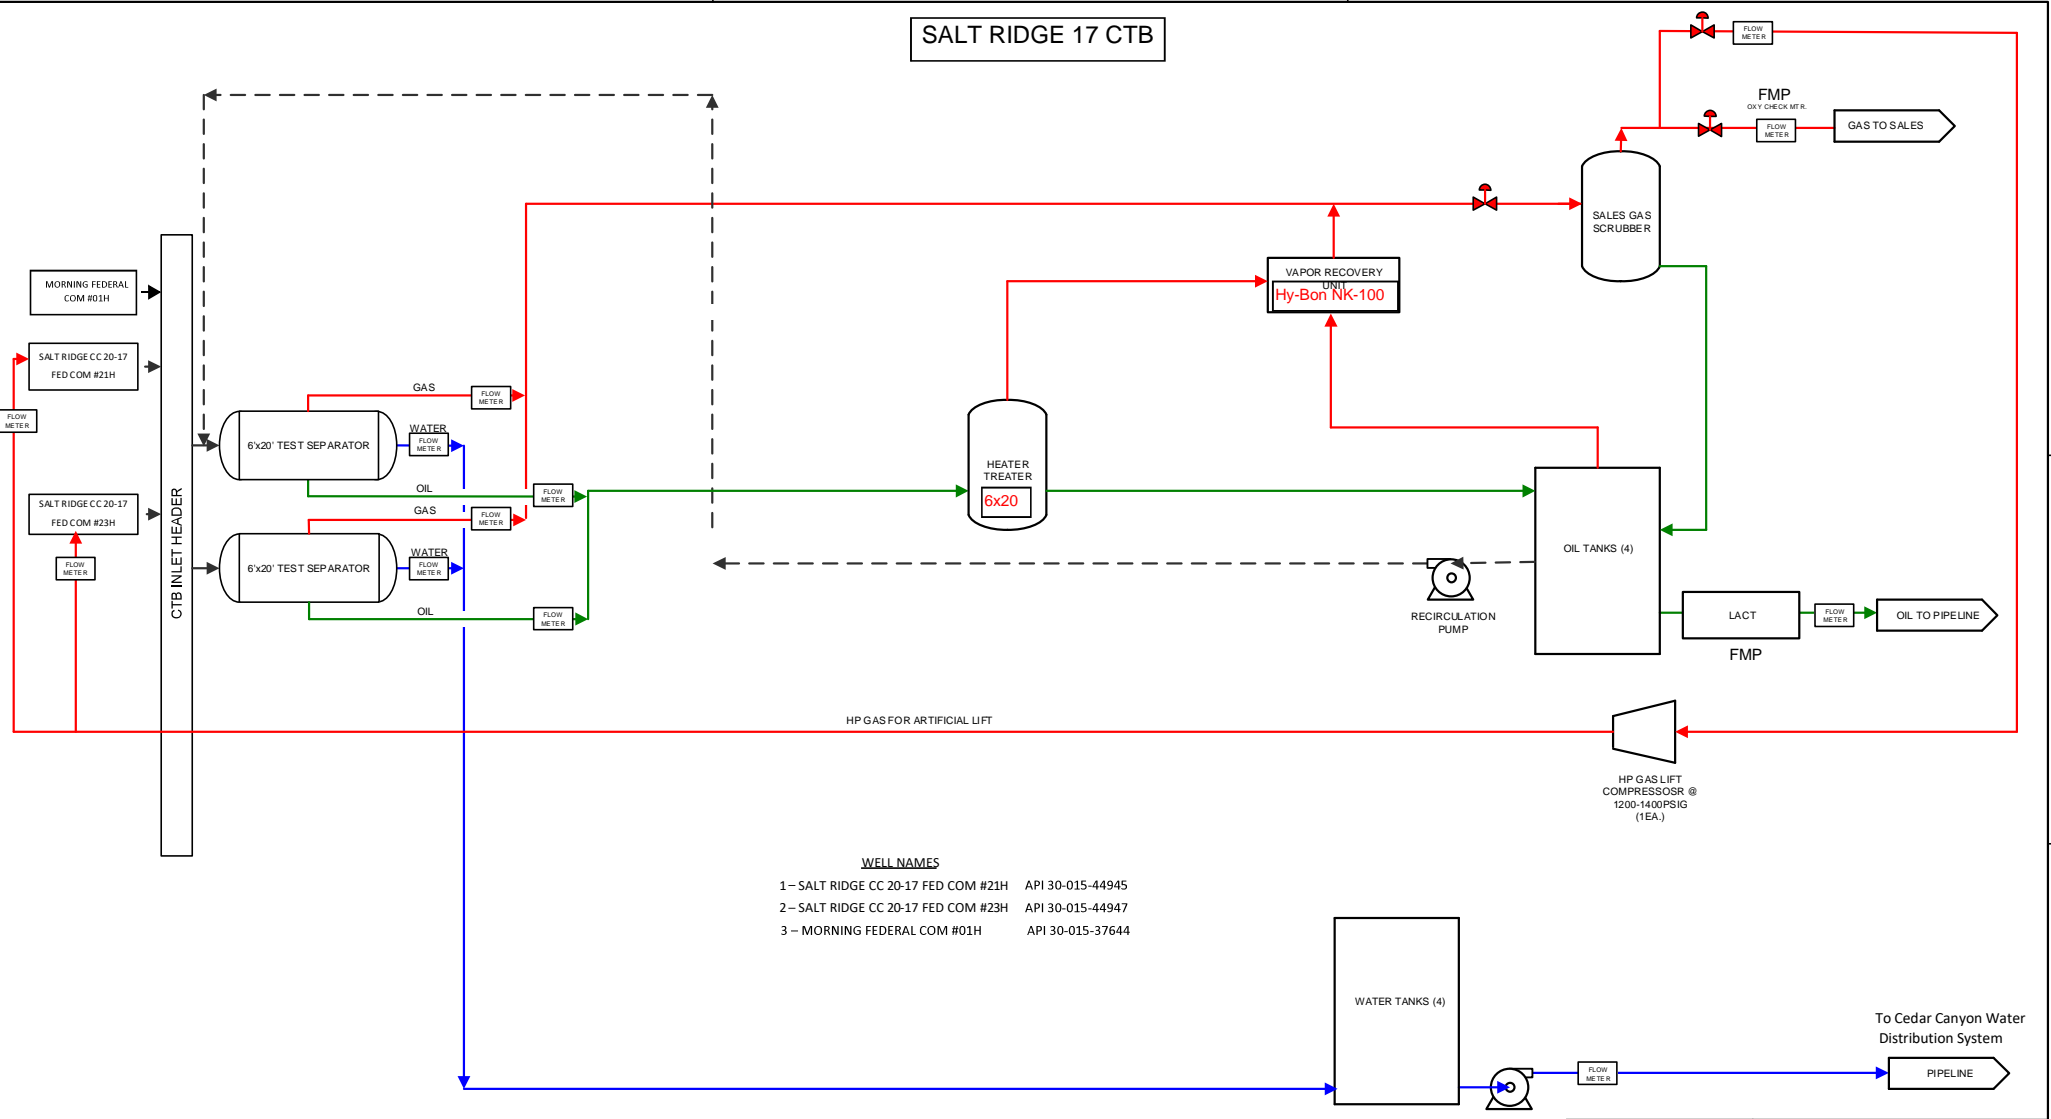 SALT RIDGE 17 CTB
FLOW
METER
FMP
OXY CHECK MTR.
FLOW
METER
GAS TO SALES
SALES GAS
SCRUBBER
VAPOR RECOVERY
UNIT
Hy-Bon NK-100
MORNING FEDERAL
COM #01H
SALT RIDGE CC 20-17
FED COM #21H
FLOW
METER
GAS
FLOW
METER
WATER
FLOW
METER
6'x20' TEST SEPARATOR
OIL
FLOW
METER
HEATER
TREATER
6x20
SALT RIDGE CC 20-17
FED COM #23H
FLOW
METER
CTB INLET HEADER
GAS
FLOW
METER
WATER
FLOW
METER
6'x20' TEST SEPARATOR
OIL
FLOW
METER
OIL TANKS (4)
RECIRCULATION
PUMP
LACT
FMP
FLOW
METER
OIL TO PIPELINE
HP GAS FOR ARTIFICIAL LIFT
HP GAS LIFT
COMPRESSOSR @
1200-1400PSIG
(1EA.)
WELL NAMES
1 – SALT RIDGE CC 20-17 FED COM #21H API 30-015-44945
2 – SALT RIDGE CC 20-17 FED COM #23H API 30-015-44947
3 – MORNING FEDERAL COM #01H API 30-015-37644
WATER TANKS (4)
FLOW
METER
To Cedar Canyon Water
Distribution System
PIPELINE